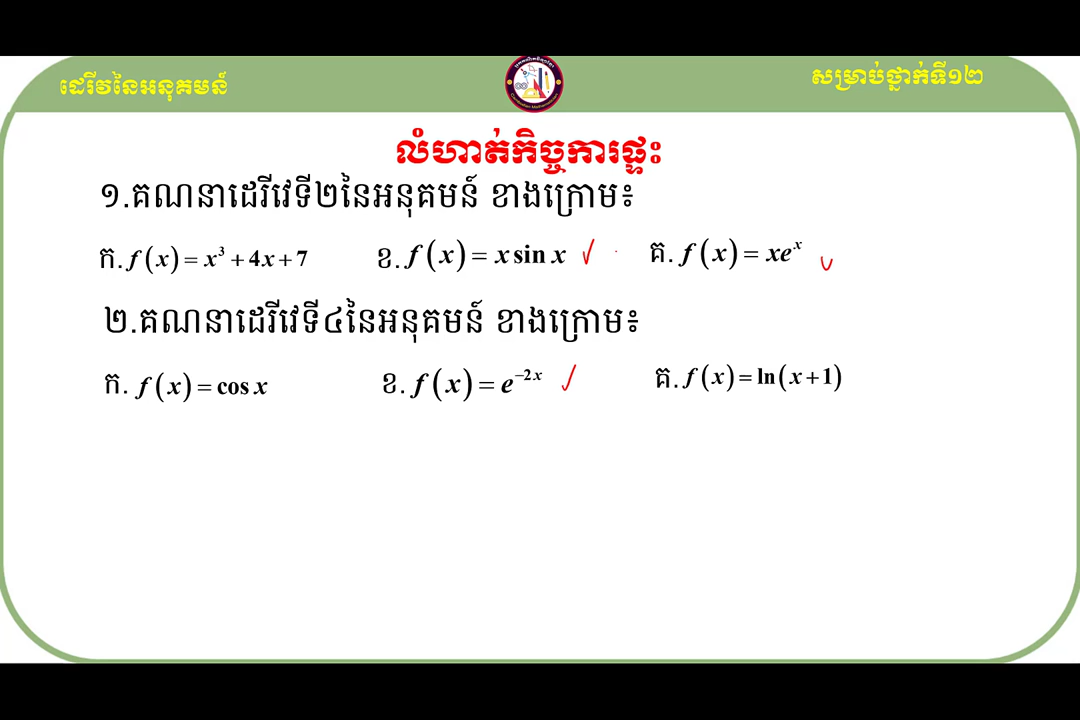 ដេរីវនៃអនុគមន៍ សម្រាប់ថ្នាក់ទី១២
លំហាត់កិច្ចការផ្ទះ
១.គណនាដេរីវេទី២នៃអនុគមន៍ ខាងក្រោម៖
ក. f(x) = x³ + 4x + 7 ខ. f(x) = x sin x គ. f(x) = xeˣ
២.គណនាដេរីវេទី៤នៃអនុគមន៍ ខាងក្រោម៖
ក. f(x) = cos x ខ. f(x) = e⁻²ˣ គ. f(x) = ln(x+1)